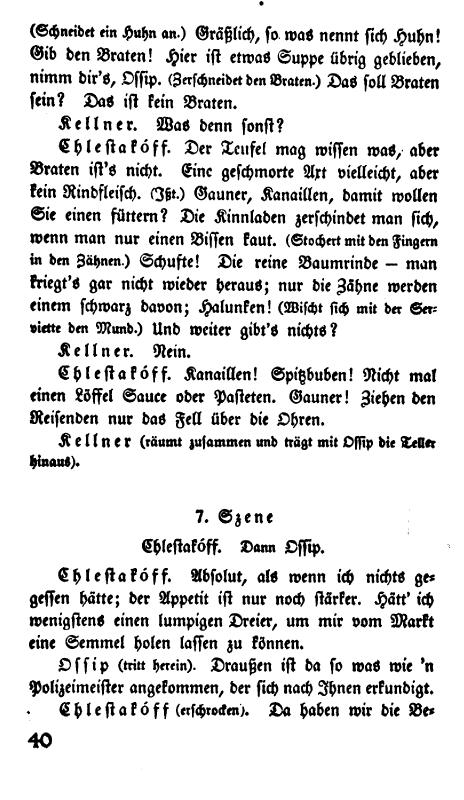 (Schneidet ein Huhn an.) Gräßlich, so was nennt sich Huhn!
Gib den Braten! Hier ist etwas Suppe übrig geblieben,
nimm dir's, Ossip. (Zerschneidet den Braten.) Das soll Braten
sein? Das ist kein Braten.
Kellner. Was denn sonst?
Chlestakóff. Der Teufel mag wissen was, aber
Braten ist's nicht. Eine geschmorte Axt vielleicht, aber
kein Rindfleisch. (Ißt.) Gauner, Kanaillen, damit wollen
Sie einen füttern? Die Kinnladen zerschindet man sich,
wenn man nur einen Bissen kaut. (Stochert mit den Fingern
in den Zähnen.) Schufte! Die reine Baumrinde — man
kriegt's gar nicht wieder heraus; nur die Zähne werden
einem schwarz davon; Halunken! (Wischt sich mit der Ser-
viette den Mund.) Und weiter gibt's nichts?
Kellner. Nein.
Chlestakóff. Kanaillen! Spitzbuben! Nicht mal
einen Löffel Sauce oder Pasteten. Gauner! Ziehen den
Reisenden nur das Fell über die Ohren.
Kellner (räumt zusammen und trägt mit Ossip die Teller
hinaus).
7. Szene
Chlestakóff. Dann Ossip.
Chlestakóff. Absolut, als wenn ich nichts ge-
gessen hätte; der Appetit ist nur noch stärker. Hätt' ich
wenigstens einen lumpigen Dreier, um mir vom Markt
eine Semmel holen lassen zu können.
Ossip (tritt herein). Draußen ist da so was wie 'n
Polizeimeister angekommen, der sich nach Ihnen erkundigt.
Chlestakóff (erschrocken). Da haben wir die Be-
40